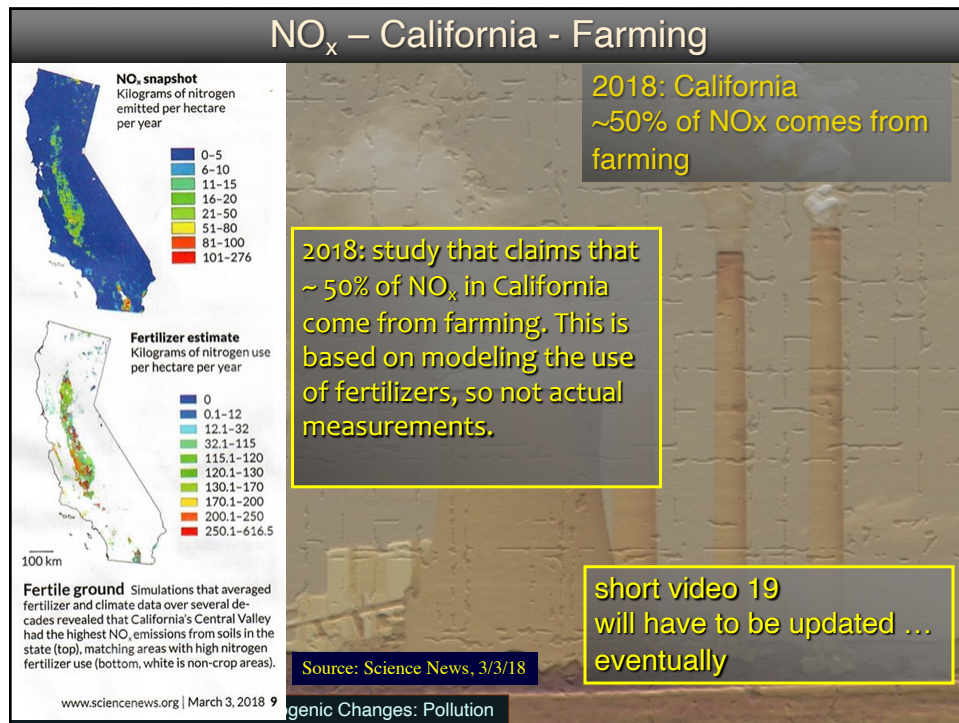 NOx – California - Farming
NOx snapshot
Kilograms of nitrogen
emitted per hectare
per year
0–5
6–10
11–15
16–20
21–50
51–80
81–100
101–276
Fertilizer estimate
Kilograms of nitrogen use
per hectare per year
0
0.1–12
12.1–32
32.1–115
115.1–120
120.1–130
130.1–170
170.1–200
200.1–250
250.1–616.5
100 km
Fertile ground Simulations that averaged
fertilizer and climate data over several de-
cades revealed that California's Central Valley
had the highest NOx emissions from soils in the
state (top), matching areas with high nitrogen
fertilizer use (bottom, white is non-crop areas).
www.sciencenews.org | March 3, 2018 9
2018: California
~50% of NOx comes from
farming
2018: study that claims that
~ 50% of NOx in California
come from farming. This is
based on modeling the use
of fertilizers, so not actual
measurements.
short video 19
will have to be updated …
eventually
Source: Science News, 3/3/18
genic Changes: Pollution